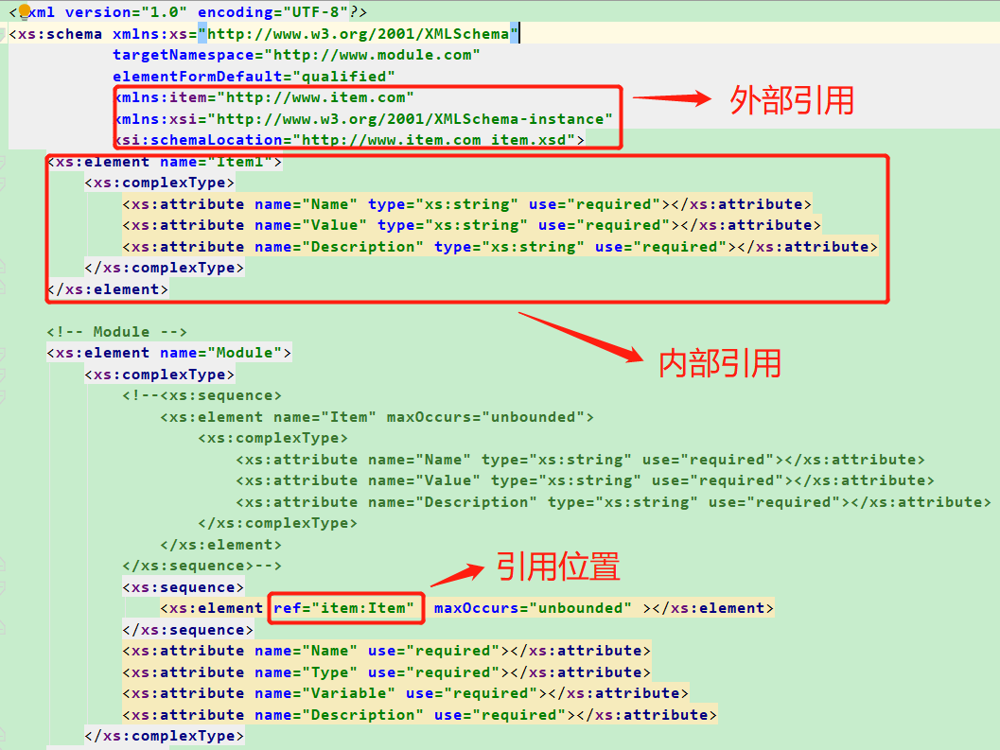 <?xml version="1.0" encoding="UTF-8"?>
<xs:schema xmlns:xs="http://www.w3.org/2001/XMLSchema"
targetNamespace="http://www.module.com"
elementFormDefault="qualified"
xmlns:item="http://www.item.com"
外部引用
xmlns:xsi="http://www.w3.org/2001/XMLSchema-instance"
xsi:schemaLocation="http://www.item.com item.xsd">
<xs:element name="Item1">
<xs:complexType>
<xs:attribute name="Name" type="xs:string" use="required"></xs:attribute>
<xs:attribute name="Value" type="xs:string" use="required"></xs:attribute>
<xs:attribute name="Description" type="xs:string" use="required"></xs:attribute>
</xs:complexType>
</xs:element>
<!-- Module -->
<xs:element name="Module">
内部引用
<xs:complexType>
<!--<xs:sequence>
<xs:element name="Item" maxOccurs="unbounded">
<xs:complexType>
<xs:attribute name="Name" type="xs:string" use="required"></xs:attribute>
<xs:attribute name="Value" type="xs:string" use="required"></xs:attribute>
<xs:attribute name="Description" type="xs:string" use="required"></xs:attribute>
</xs:complexType>
</xs:element>
</xs:sequence>-->
引用位置
<xs:sequence>
<xs:element ref="item:Item" maxOccurs="unbounded" ></xs:element>
</xs:sequence>
<xs:attribute name="Name" use="required"></xs:attribute>
<xs:attribute name="Type" use="required"></xs:attribute>
<xs:attribute name="Variable" use="required"></xs:attribute>
<xs:attribute name="Description" use="required"></xs:attribute>
</xs:complexType>